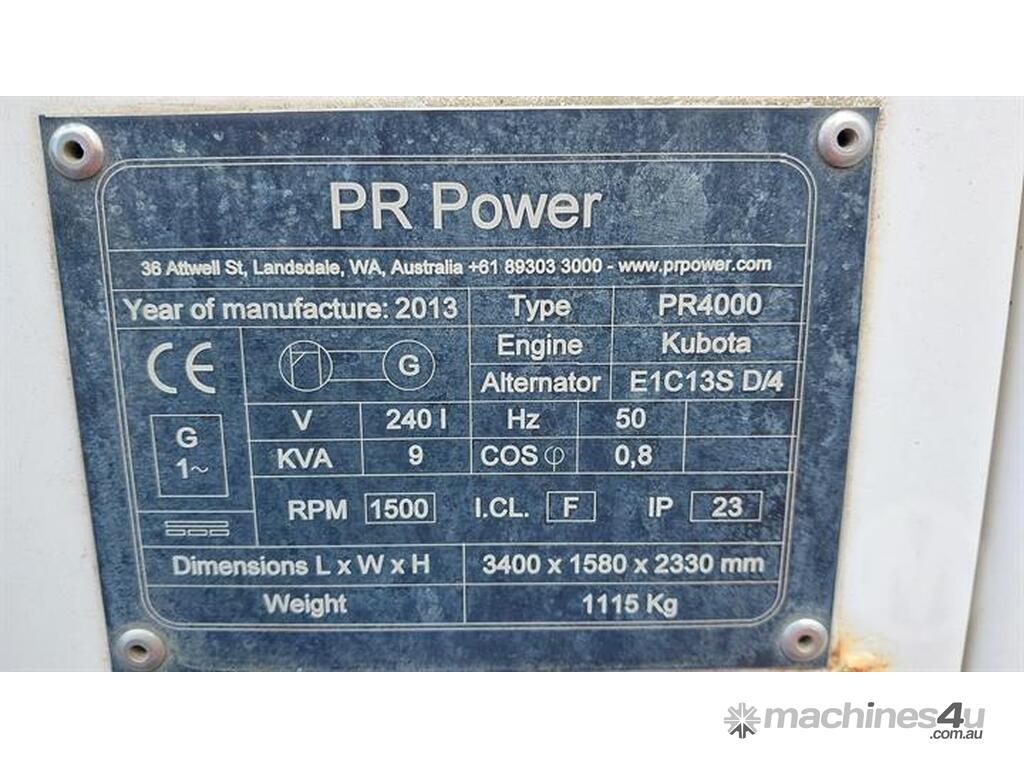 PR Power
36 Attwell St, Landsdale, WA, Australia +61 89303 3000 - www.prpower.com
Year of manufacture: 2013 Type PR4000
CE G Engine Kubota
Alternator E1C13S D/4
G 1~
V 240 I Hz 50
KVA 9 COS φ 0,8
RPM 1500 I.CL. F IP 23
Dimensions L x W x H 3400 x 1580 x 2330 mm
Weight 1115 Kg
machines4u
.com.au